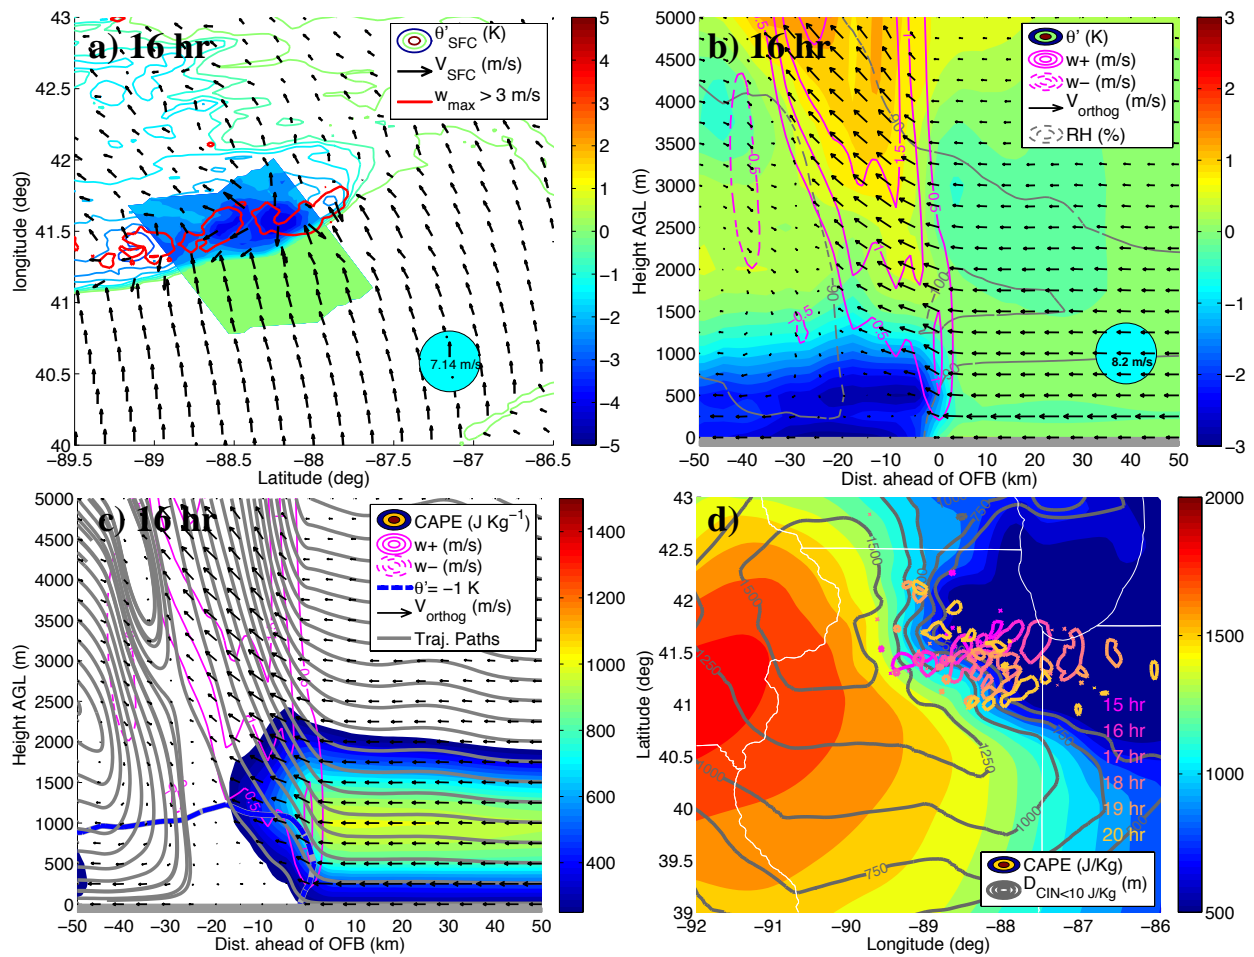 a) 16 hr
θ'SFC (K)
VSFC (m/s)
wmax > 3 m/s
7.14 m/s
43
42.5
42
41.5
41
40.5
40
longitude (deg)
−89.5 −89 −88.5 −88 −87.5 −87 −86.5
Latitude (deg)
5
4
3
2
1
0
−1
−2
−3
−4
−5
b) 16 hr
θ' (K)
w+ (m/s)
w− (m/s)
Vorthog (m/s)
RH (%)
8.2 m/s
5000
4500
4000
3500
3000
2500
2000
1500
1000
500
0
Height AGL (m)
−50 −40 −30 −20 −10 0 10 20 30 40 50
Dist. ahead of OFB (km)
3
2
1
0
−1
−2
−3
c) 16 hr
CAPE (J Kg−1)
w+ (m/s)
w− (m/s)
θ'= −1 K
Vorthog (m/s)
Traj. Paths
5000
4500
4000
3500
3000
2500
2000
1500
1000
500
0
Height AGL (m)
−50 −40 −30 −20 −10 0 10 20 30 40 50
Dist. ahead of OFB (km)
1400
1200
1000
800
600
400
d)
15 hr
16 hr
17 hr
18 hr
19 hr
20 hr
CAPE (J/Kg)
DCIN<10 J/Kg (m)
1500
1500
1250
1000
750
1250
1000
750
750
43
42.5
42
41.5
41
40.5
40
39.5
39
Latitude (deg)
−92 −91 −90 −89 −88 −87 −86
Longitude (deg)
2000
1500
1000
500